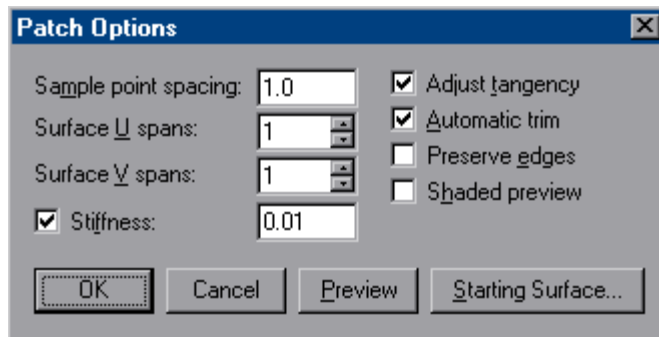 Patch Options
Sample point spacing: 1.0
Adjust tangency
Surface U spans: 1
Automatic trim
Surface V spans: 1
Preserve edges
Shaded preview
Stiffness: 0.01
OK Cancel Preview Starting Surface...